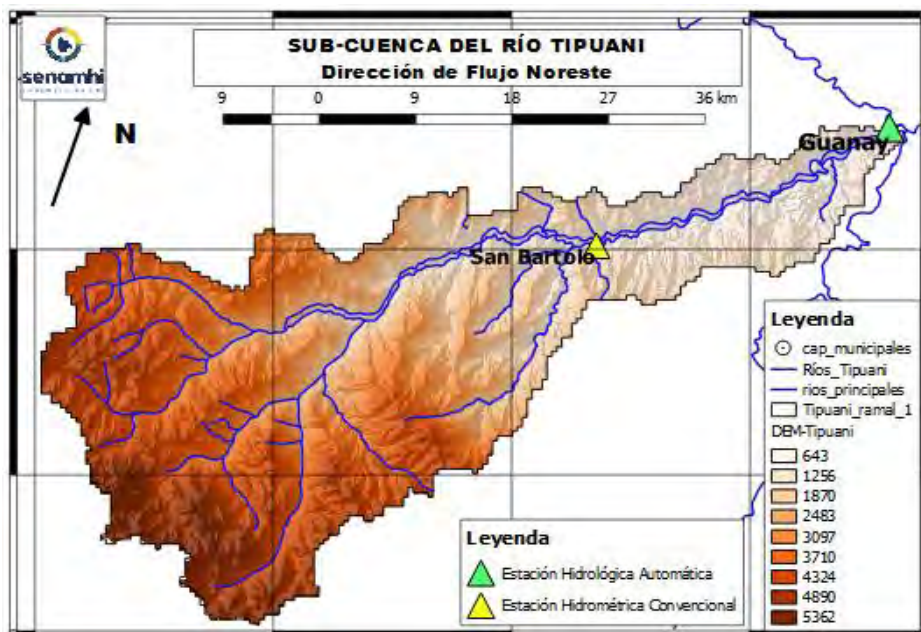 senamhi
SUB-CUENCA DEL RÍO TIPUANI
Dirección de Flujo Noreste
9 0 9 18 27 36 km
N
Guanay
San Bartolo
Leyenda
cap_municipales
Ríos_Tipuani
rios_principales
Tipuani_ramal_1
DEM-Tipuani
643
1256
1870
2483
3097
3710
4324
4890
5362
Leyenda
Estación Hidrológica Automática
Estación Hidrométrica Convencional